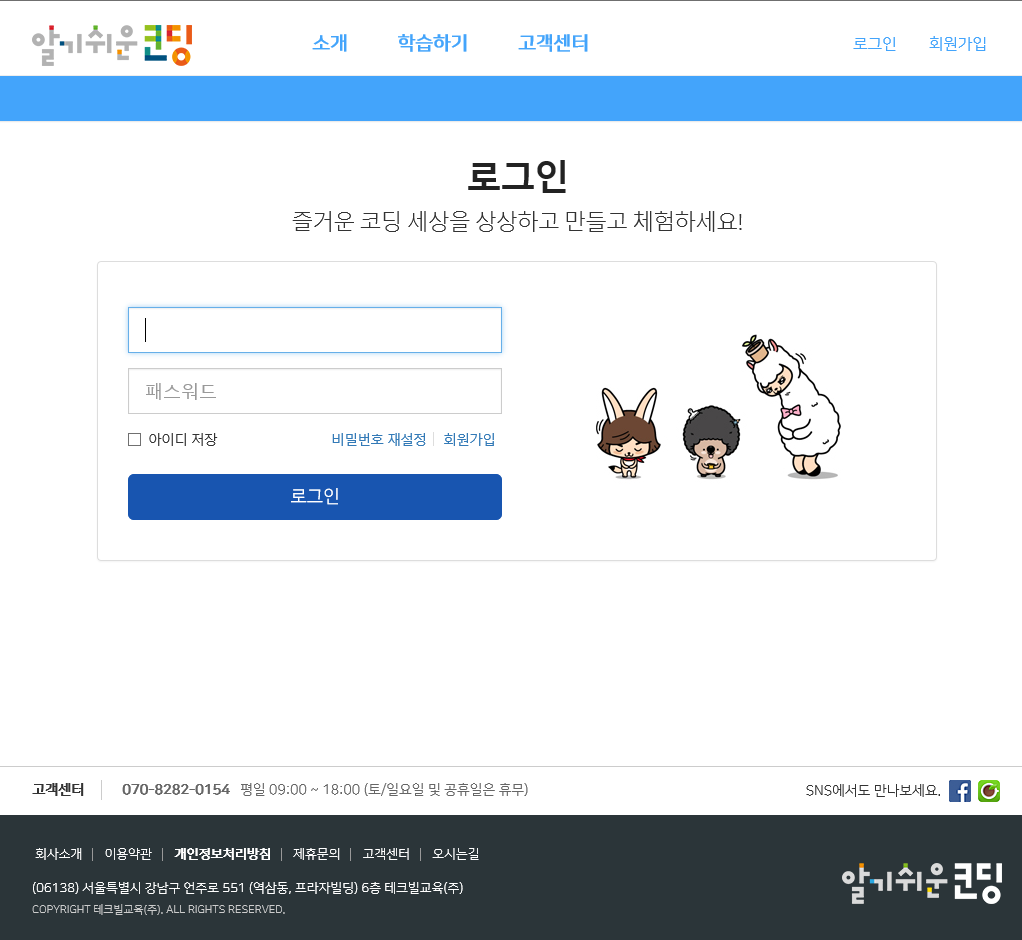 알기쉬운코딩
소개 학습하기 고객센터 로그인 회원가입
로그인
즐거운 코딩 세상을 상상하고 만들고 체험하세요!
패스워드
아이디 저장 비밀번호 재설정 회원가입
로그인
고객센터 070-8282-0154 평일 09:00 ~ 18:00 (토/일요일 및 공휴일은 휴무) SNS에서도 만나보세요.
회사소개 이용약관 개인정보처리방침 제휴문의 고객센터 오시는길
(06138) 서울특별시 강남구 언주로 551 (역삼동, 프라자빌딩) 6층 테크빌교육(주)
COPYRIGHT 테크빌교육(주). ALL RIGHTS RESERVED.
알기쉬운코딩